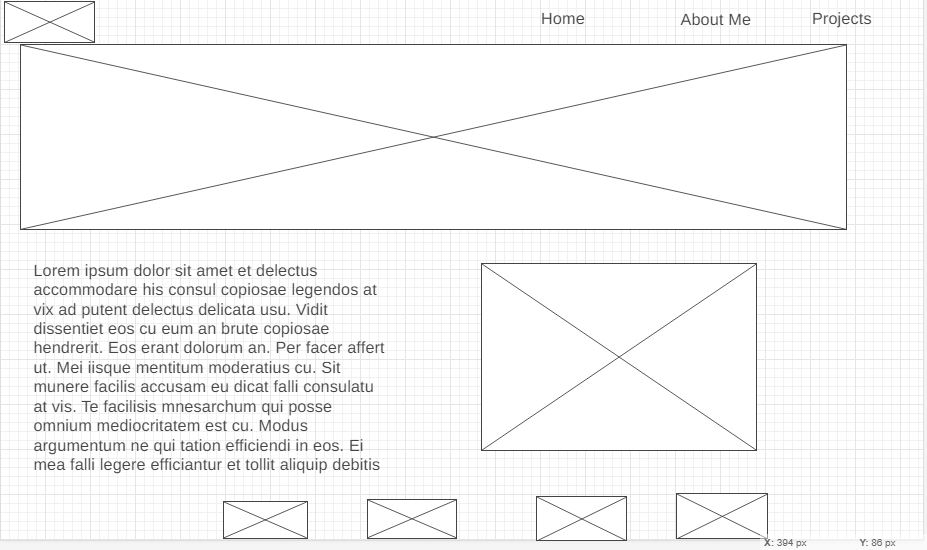 Home
About Me
Projects
Lorem ipsum dolor sit amet et delectus
accommodare his consul copiosae legendos at
vix ad putent delectus delicata usu. Vidit
dissentiet eos cu eum an brute copiosae
hendrerit. Eos erant dolorum an. Per facer affert
ut. Mei iisque mentitum moderatius cu. Sit
munere facilis accusam eu dicat falli consulatu
at vis. Te facilisis mnesarchum qui posse
omnium mediocritatem est cu. Modus
argumentum ne qui tation efficiendi in eos. Ei
mea falli legere efficiantur et tollit aliquip debitis
X: 394 px
Y: 86 px